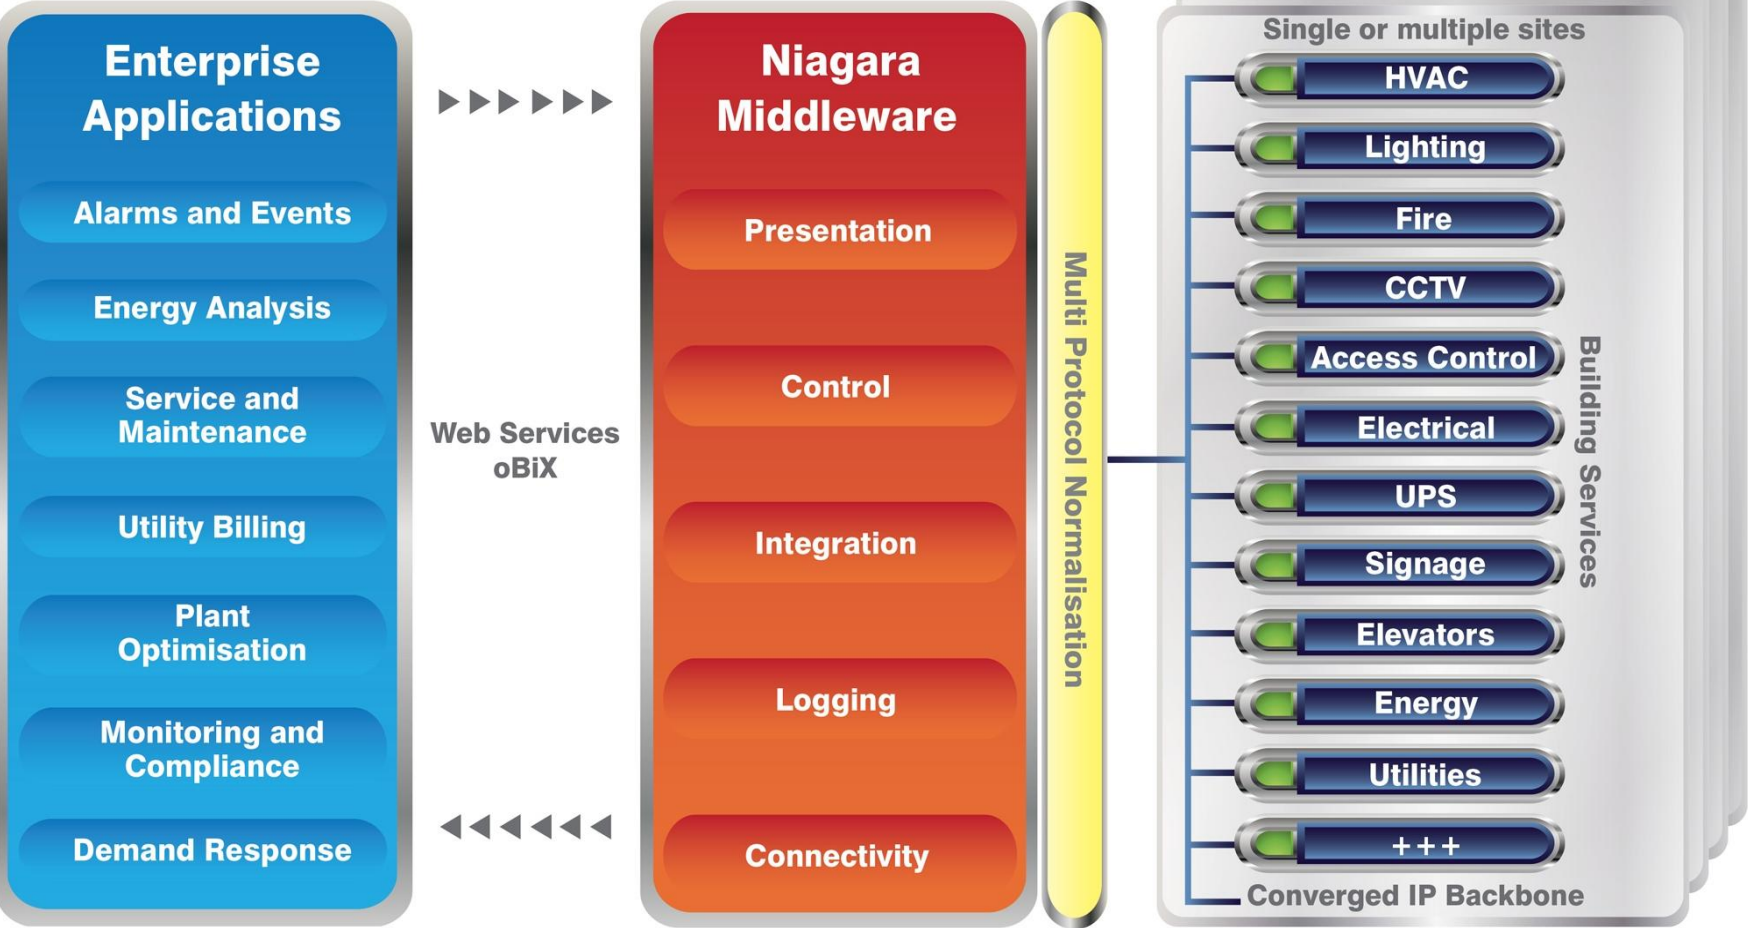 Enterprise
Applications
Alarms and Events
Energy Analysis
Service and
Maintenance
Utility Billing
Plant
Optimisation
Monitoring and
Compliance
Demand Response
Web Services
oBiX
Niagara
Middleware
Presentation
Control
Integration
Logging
Connectivity
Multi Protocol Normalisation
Single or multiple sites
HVAC
Lighting
Fire
CCTV
Access Control
Electrical
UPS
Signage
Elevators
Energy
Utilities
+++
Converged IP Backbone
Building Services